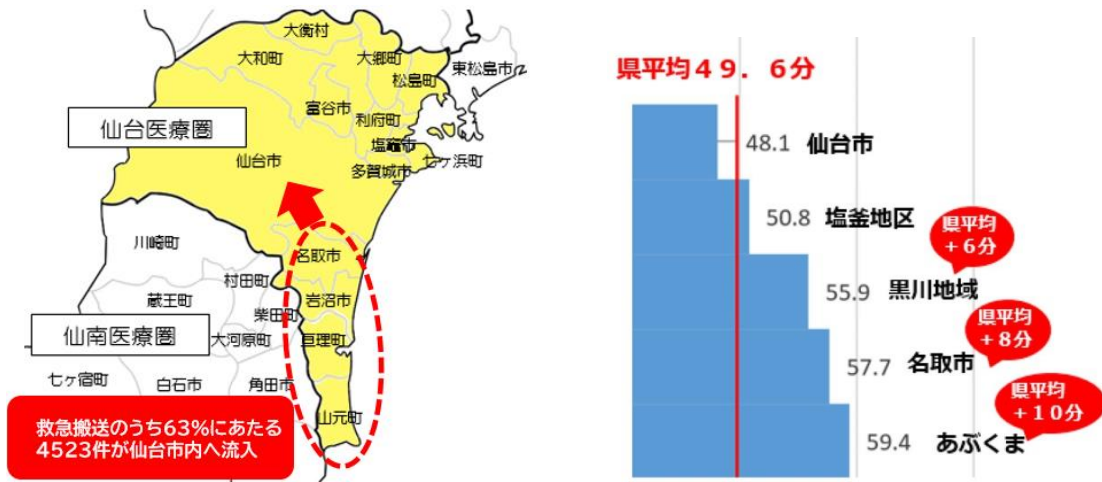 大衡村
大和町
大郷町
松島町
東松島市
富谷市
利府町
仙台医療圏
塩竈市
七ヶ浜町
仙台市
多賀城市
川崎町
名取市
村田町
蔵王町
岩沼市
柴田町
仙南医療圏
大河原町
亘理町
七ヶ宿町
白石市
角田市
山元町
救急搬送のうち63%にあたる
4523件が仙台市内へ流入
県平均49.6分
48.1 仙台市
50.8 塩釜地区
県平均
+6分
55.9 黒川地域
県平均
+8分
57.7 名取市
県平均
+10分
59.4 あぶくま